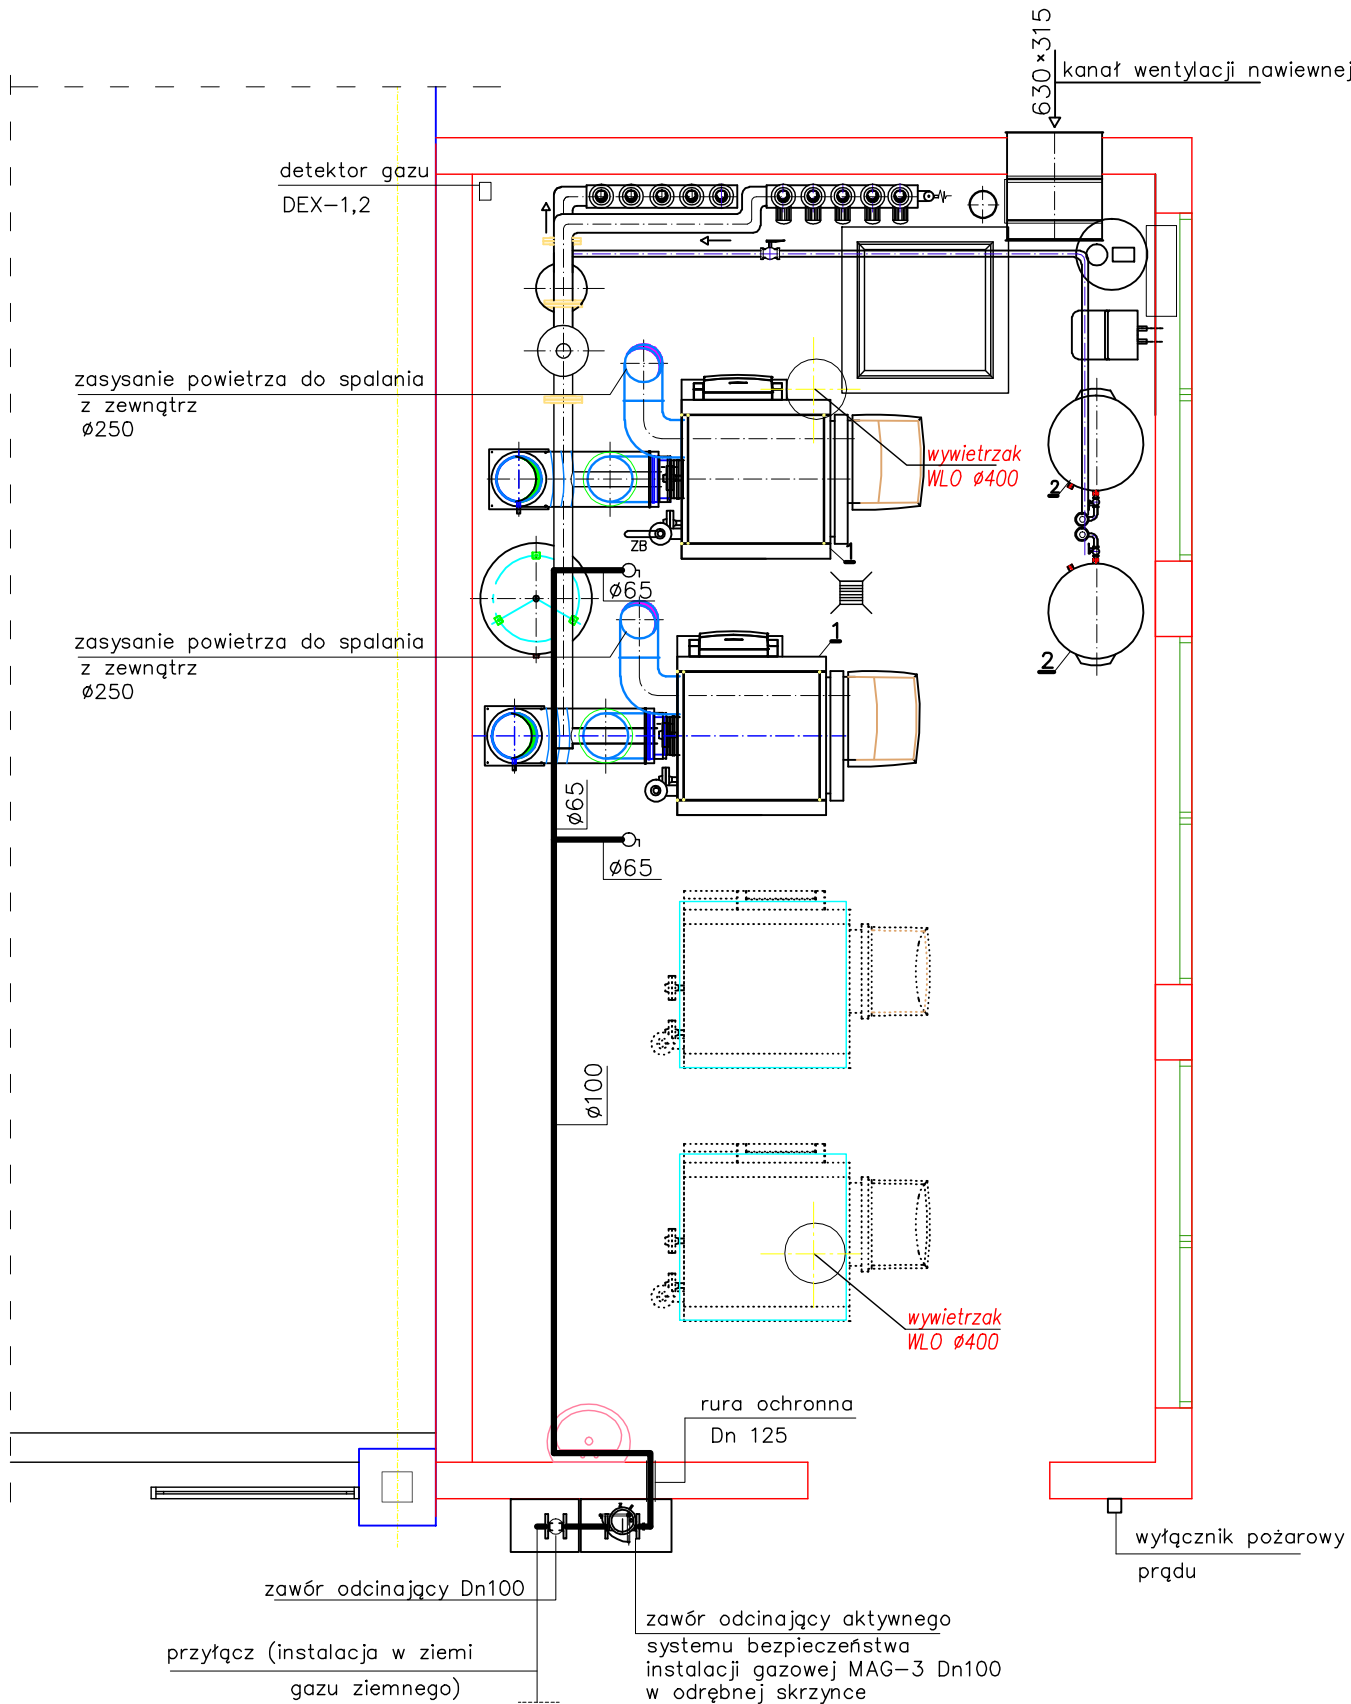 630×315
kanał wentylacji nawiewnej
detektor gazu
DEX-1,2
zasysanie powietrza do spalania
z zewnątrz
ø250
wywietrzak
WLO ø400
2
ZB
1
ø65
zasysanie powietrza do spalania
z zewnątrz
ø250
1
2
ø65
ø65
ø100
wywietrzak
WLO ø400
rura ochronna
Dn 125
wyłącznik pożarowy
prądu
zawór odcinający Dn100
zawór odcinający aktywnego
systemu bezpieczeństwa
instalacji gazowej MAG-3 Dn100
w odrębnej skrzynce
przyłącz (instalacja w ziemi
gazu ziemnego)